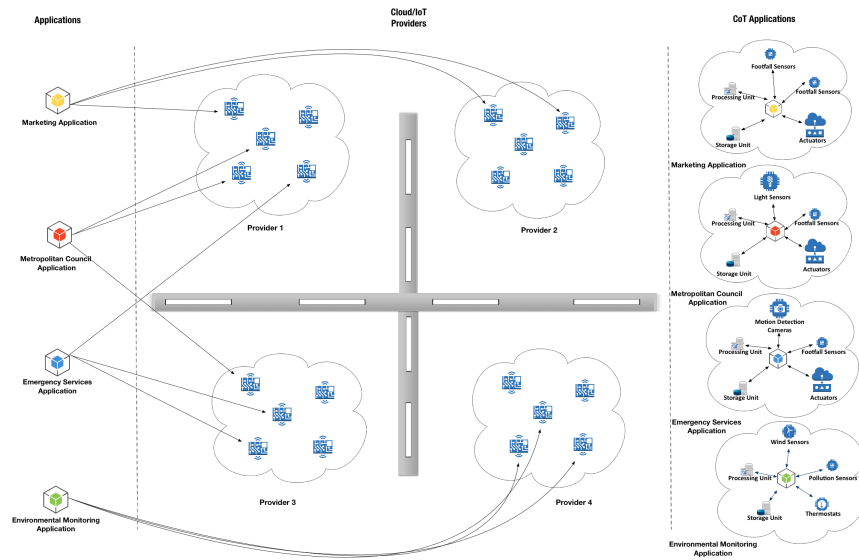 Applications
Cloud/IoT
Providers
CoT Applications
Marketing Application
Metropolitan Council
Application
Emergency Services
Application
Environmental Monitoring
Application
Provider 1
Provider 2
Provider 3
Provider 4
Footfall Sensors
Processing Unit
Footfall Sensors
Storage Unit
Actuators
Marketing Application
Light Sensors
Processing Unit
Footfall Sensors
Storage Unit
Actuators
Metropolitan Council
Application
Motion Detection
Cameras
Processing Unit
Footfall Sensors
Storage Unit
Actuators
Emergency Services
Application
Wind Sensors
Processing Unit
Pollution Sensors
Storage Unit
Thermostats
Environmental Monitoring
Application